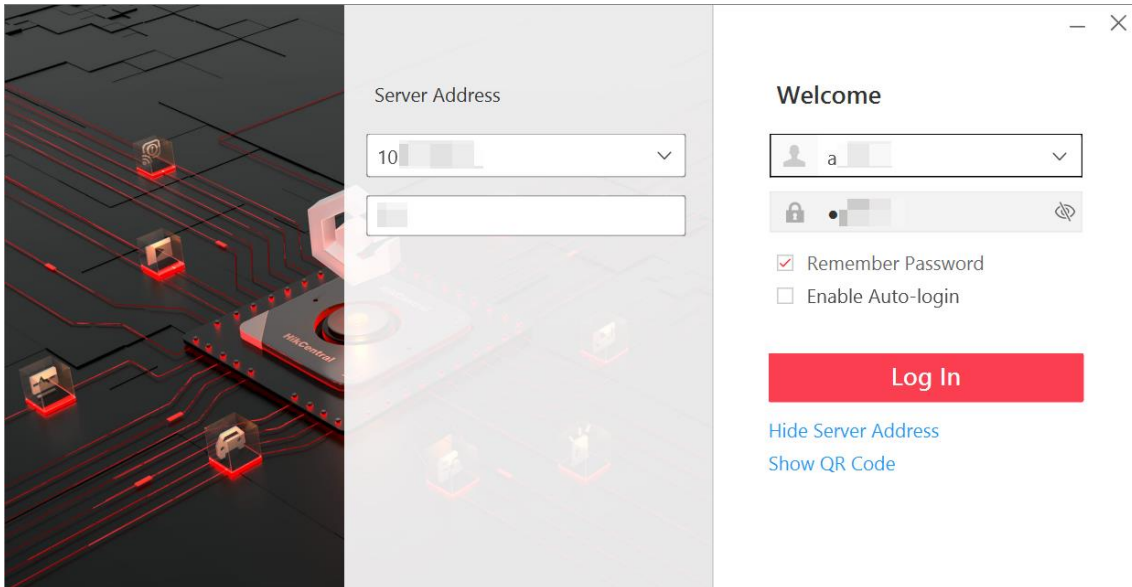 HikCentral
Server Address
10
Welcome
a
Remember Password
Enable Auto-login
Log In
Hide Server Address
Show QR Code